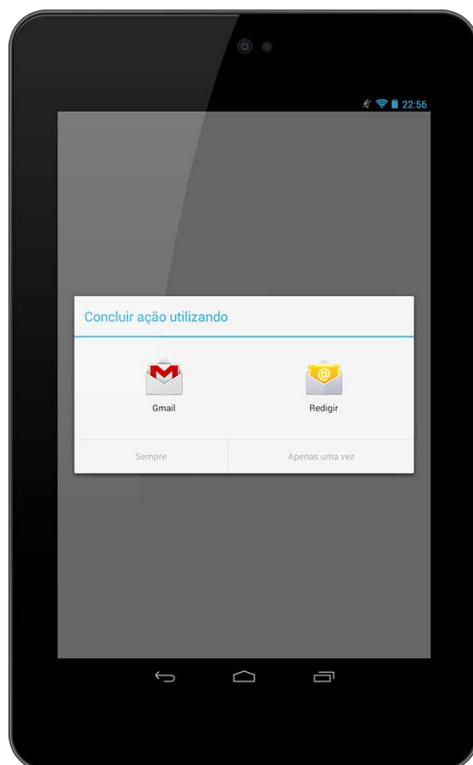 22:56
Concluir ação utilizando
Gmail
Redigir
Sempre
Apenas uma vez